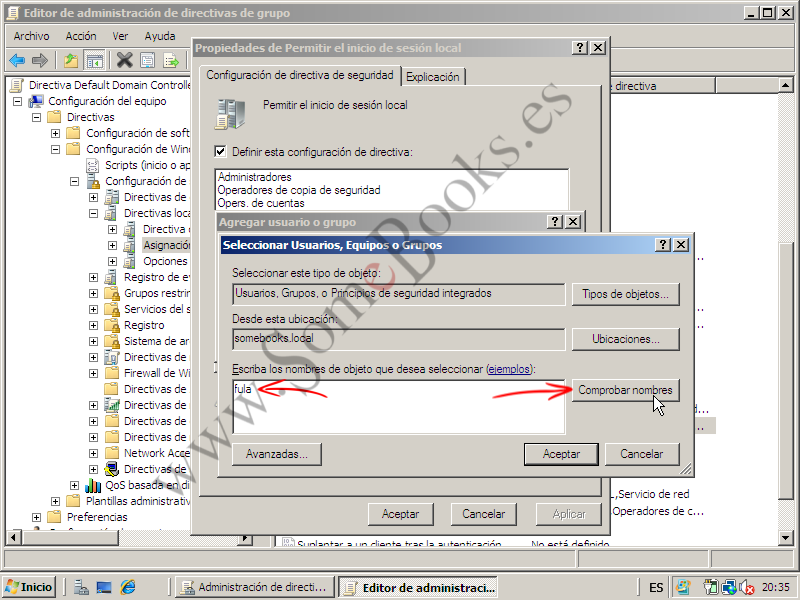 Editor de administración de directivas de grupo
Archivo Acción Ver Ayuda
Directiva Default Domain Controlle
Configuración del equipo
Directivas
Configuración de soft
Configuración de Winc
Scripts (inicio o ap
Configuración de
Directivas de
Directivas loca
Directiva
Asignación
Opciones
Registro de ev
Grupos restrin
Servicios del s
Registro
Sistema de ar
Directivas de
Firewall de Wi
Directivas de
Directivas de
Directivas de
Directivas de
Network Acce
Directivas de
QoS basada en di
Plantillas administrativ
Preferencias
directiva
Propiedades de Permitir el inicio de sesión local
Configuración de directiva de seguridad
Explicación
Permitir el inicio de sesión local
Definir esta configuración de directiva:
Administradores
Operadores de copia de seguridad
Opers. de cuentas
Agregar usuario o grupo
Seleccionar Usuarios, Equipos o Grupos
Seleccionar este tipo de objeto:
Usuarios, Grupos, o Principios de seguridad integrados
Tipos de objetos...
Desde esta ubicación:
somebooks.local
Ubicaciones...
Escriba los nombres de objeto que desea seleccionar (ejemplos):
fula
Comprobar nombres
Avanzadas...
Aceptar
Cancelar
Aceptar
Cancelar
Aplicar
,Servicio de red
Operadores de c...
Suplantar a un cliente tras la autenticación
No está definido
www.SomeBooks.es
Inicio
Administración de directi...
Editor de administraci...
ES
20:35